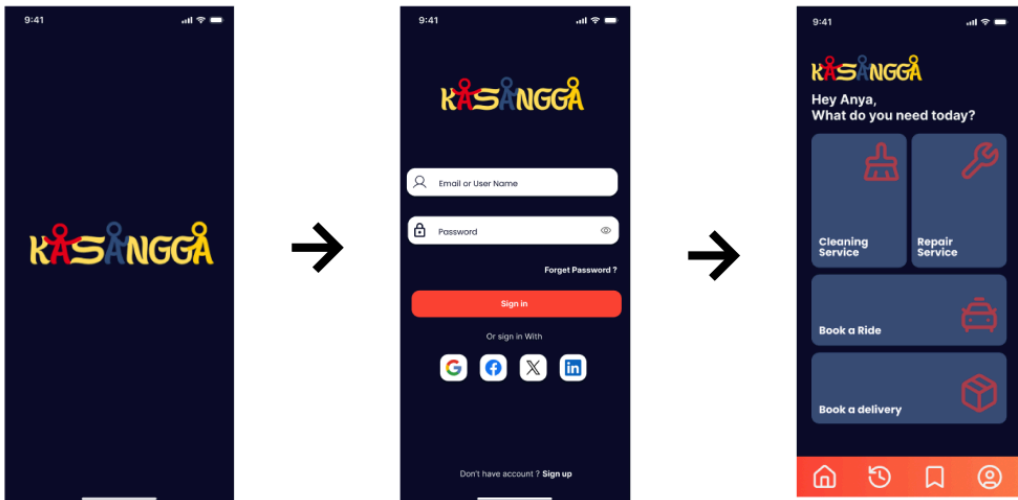 9:41
KASANGGA
9:41
KASANGGA
Email or User Name
Password
Forget Password ?
Sign in
Or sign in With
G
f
X
in
Don't have account ? Sign up
9:41
KASANGGA
Hey Anya,
What do you need today?
Cleaning
Service
Repair
Service
Book a Ride
Book a delivery